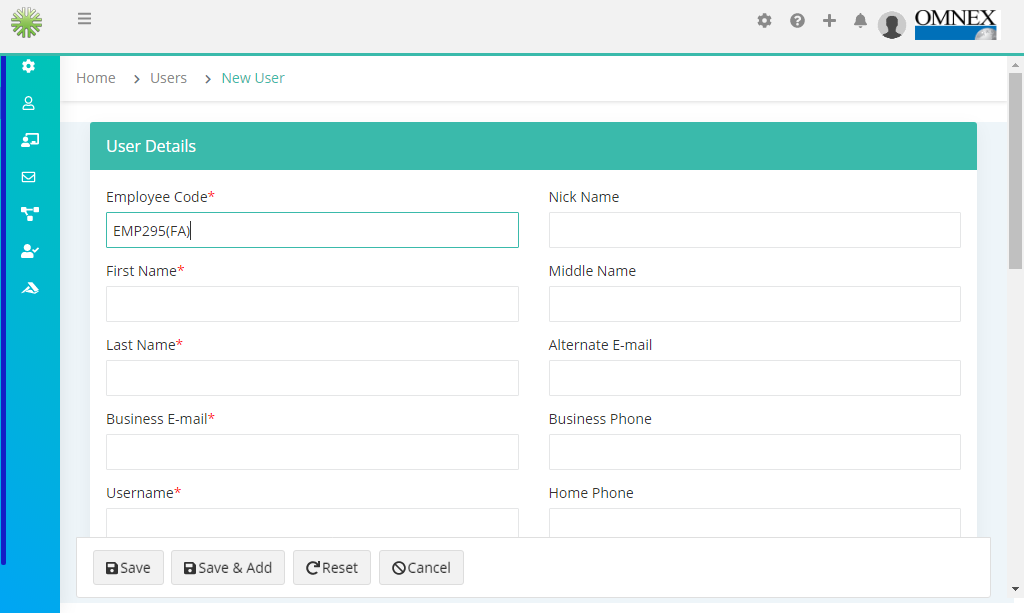 OMNEX
Home > Users > New User
User Details
Employee Code*
Nick Name
EMP295(FA)
First Name*
Middle Name
Last Name*
Alternate E-mail
Business E-mail*
Business Phone
Username*
Home Phone
Save
Save & Add
Reset
Cancel